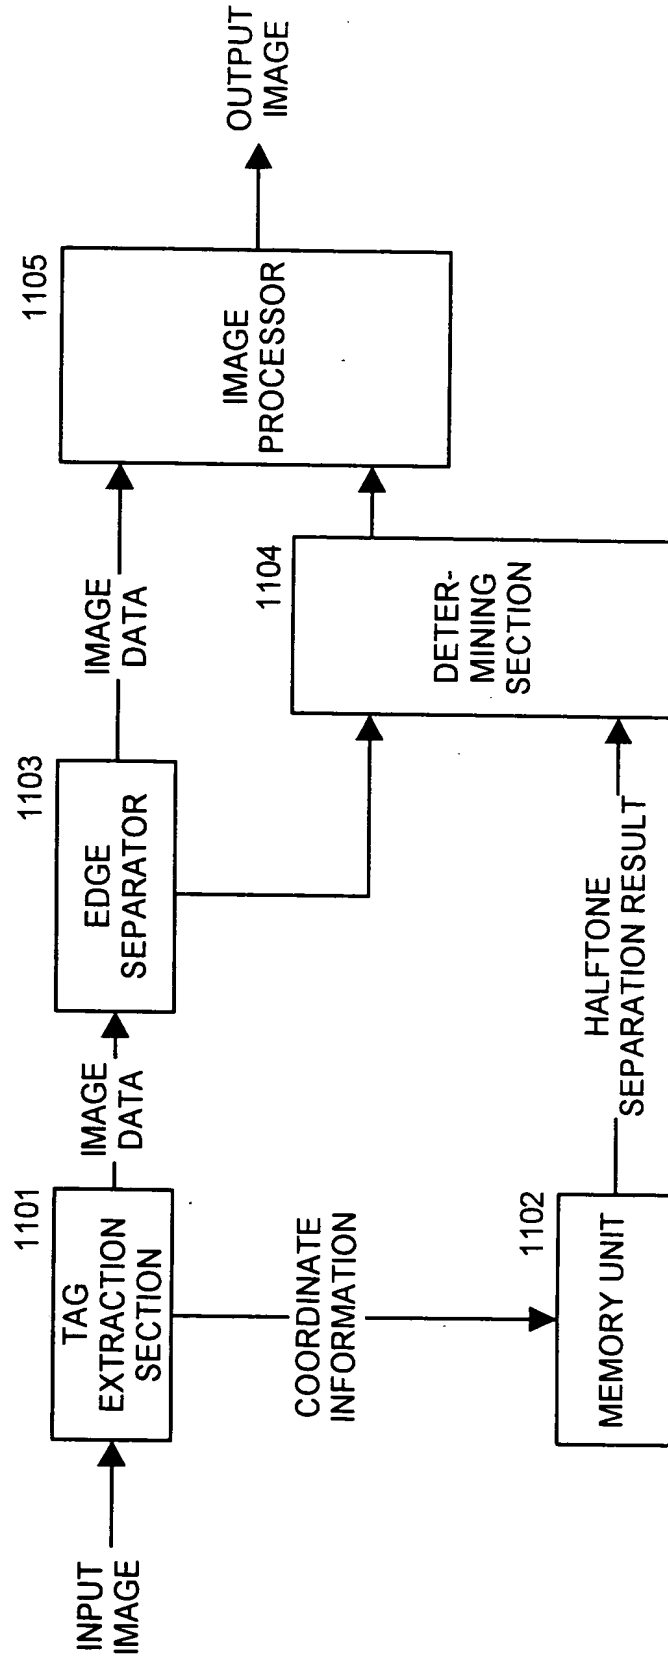 INPUT
IMAGE
1101
TAG
EXTRACTION
SECTION
IMAGE
DATA
1103
EDGE
SEPARATOR
IMAGE
DATA
1105
IMAGE
PROCESSOR
OUTPUT
IMAGE
COORDINATE
INFORMATION
1102
MEMORY UNIT
HALFTONE
SEPARATION RESULT
1104
DETER-
MINING
SECTION